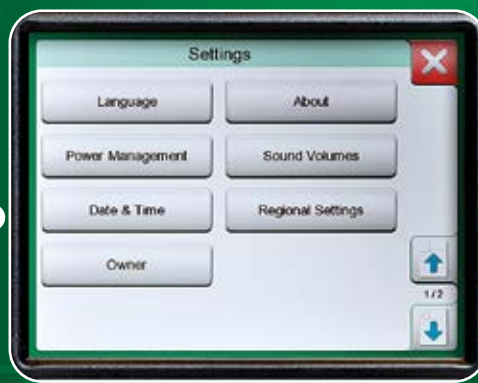 Settings
Language
About
Power Management
Sound Volumes
Date & Time
Regional Settings
Owner
1/2